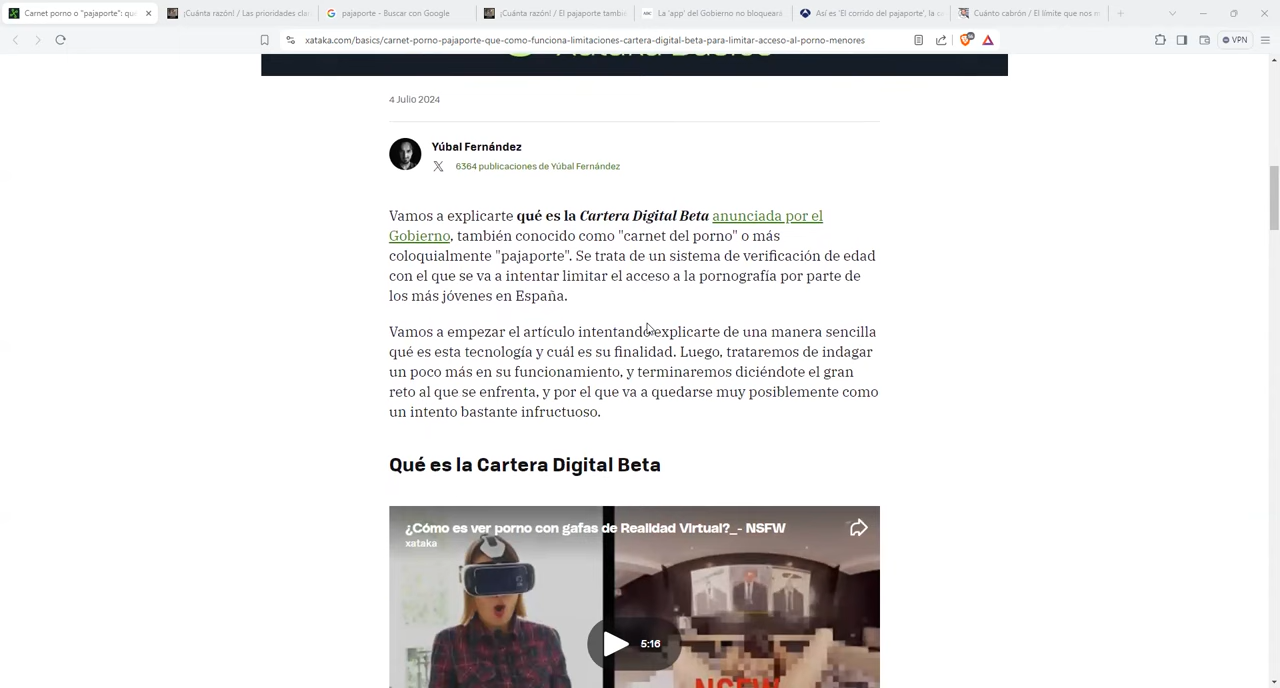 Carnet porno o "pajaporte": qu
¡Cuánta razón! / Las prioridades cla
pajaporte - Buscar con Google
¡Cuánta razón! / El pajaporte tambi
La 'app' del Gobierno no bloqueará
Así es 'El corrido del pajaporte', la c
Cuánto cabrón / El límite que nos m
xataka.com/basics/carnet-porno-pajaporte-que-como-funciona-limitaciones-cartera-digital-beta-para-limitar-acceso-al-porno-menores
VPN
4 Julio 2024
Yúbal Fernández
6364 publicaciones de Yúbal Fernández
Vamos a explicarte qué es la Cartera Digital Beta anunciada por el
Gobierno, también conocido como "carnet del porno" o más
coloquialmente "pajaporte". Se trata de un sistema de verificación de edad
con el que se va a intentar limitar el acceso a la pornografía por parte de
los más jóvenes en España.
Vamos a empezar el artículo intentando explicarte de una manera sencilla
qué es esta tecnología y cuál es su finalidad. Luego, trataremos de indagar
un poco más en su funcionamiento, y terminaremos diciéndote el gran
reto al que se enfrenta, y por el que va a quedarse muy posiblemente como
un intento bastante infructuoso.
Qué es la Cartera Digital Beta
¿Cómo es ver porno con gafas de Realidad Virtual?_- NSFW
xataka
5:16
NSFW